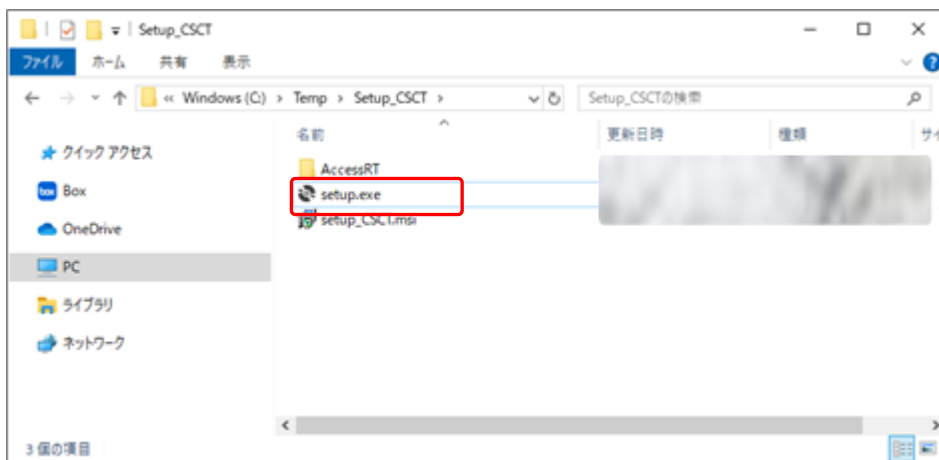 Setup_CSCT
ファイル ホーム 共有 表示
« Windows (C:) › Temp › Setup_CSCT ›
Setup_CSCTの検索
名前 更新日時 種類 サイ
クイック アクセス
AccessRT
setup.exe
setup_CSCT.msi
box Box
OneDrive
PC
ライブラリ
ネットワーク
3 個の項目